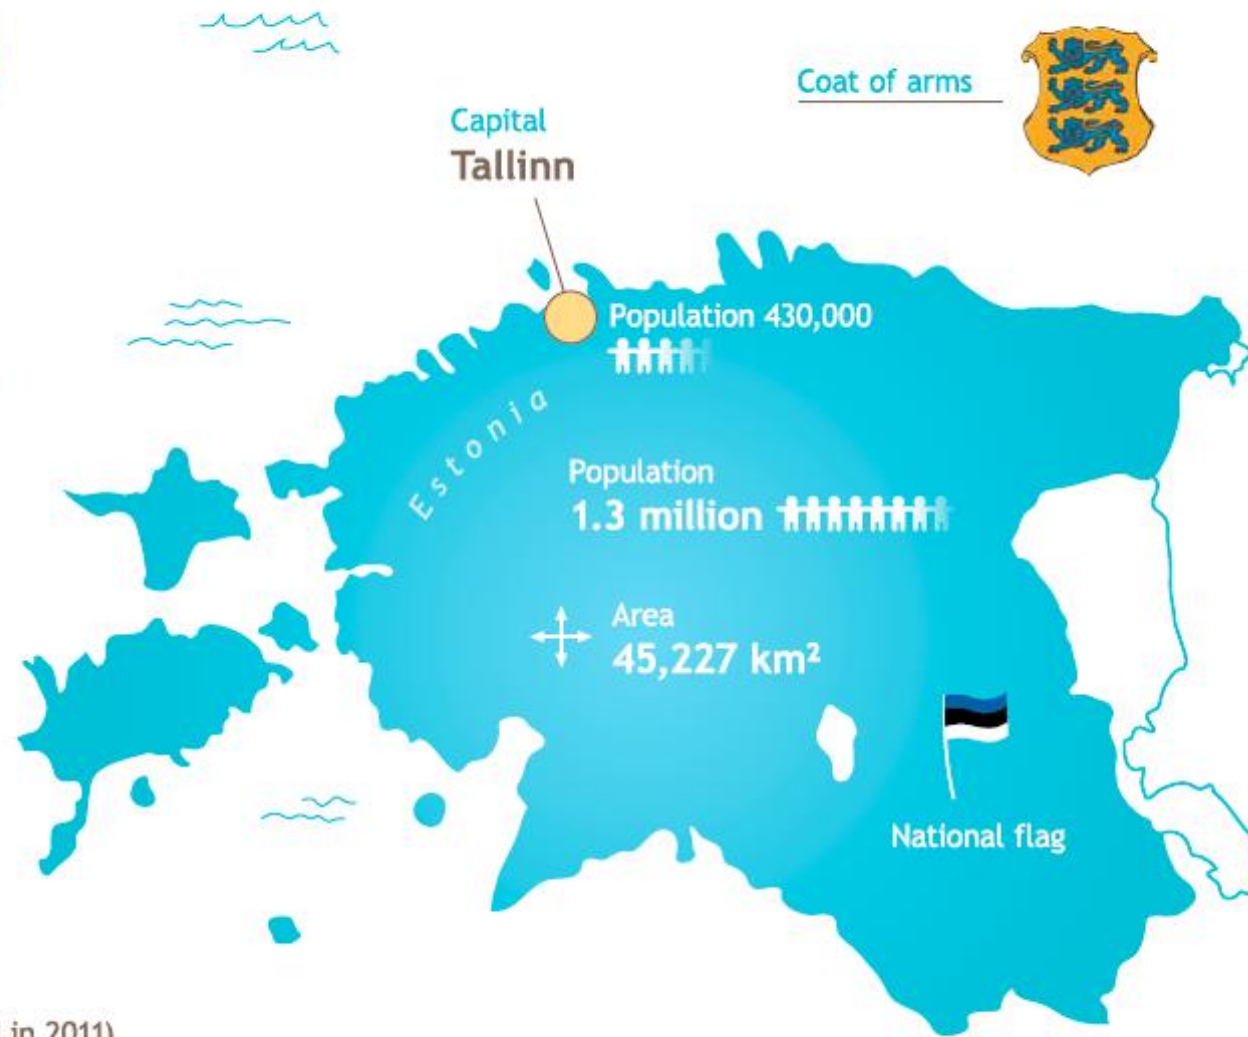 Coat of arms
Capital
Tallinn
Population 430,000
Estonia
Population
1.3 million
Area
45,227 km²
National flag
in 2011)